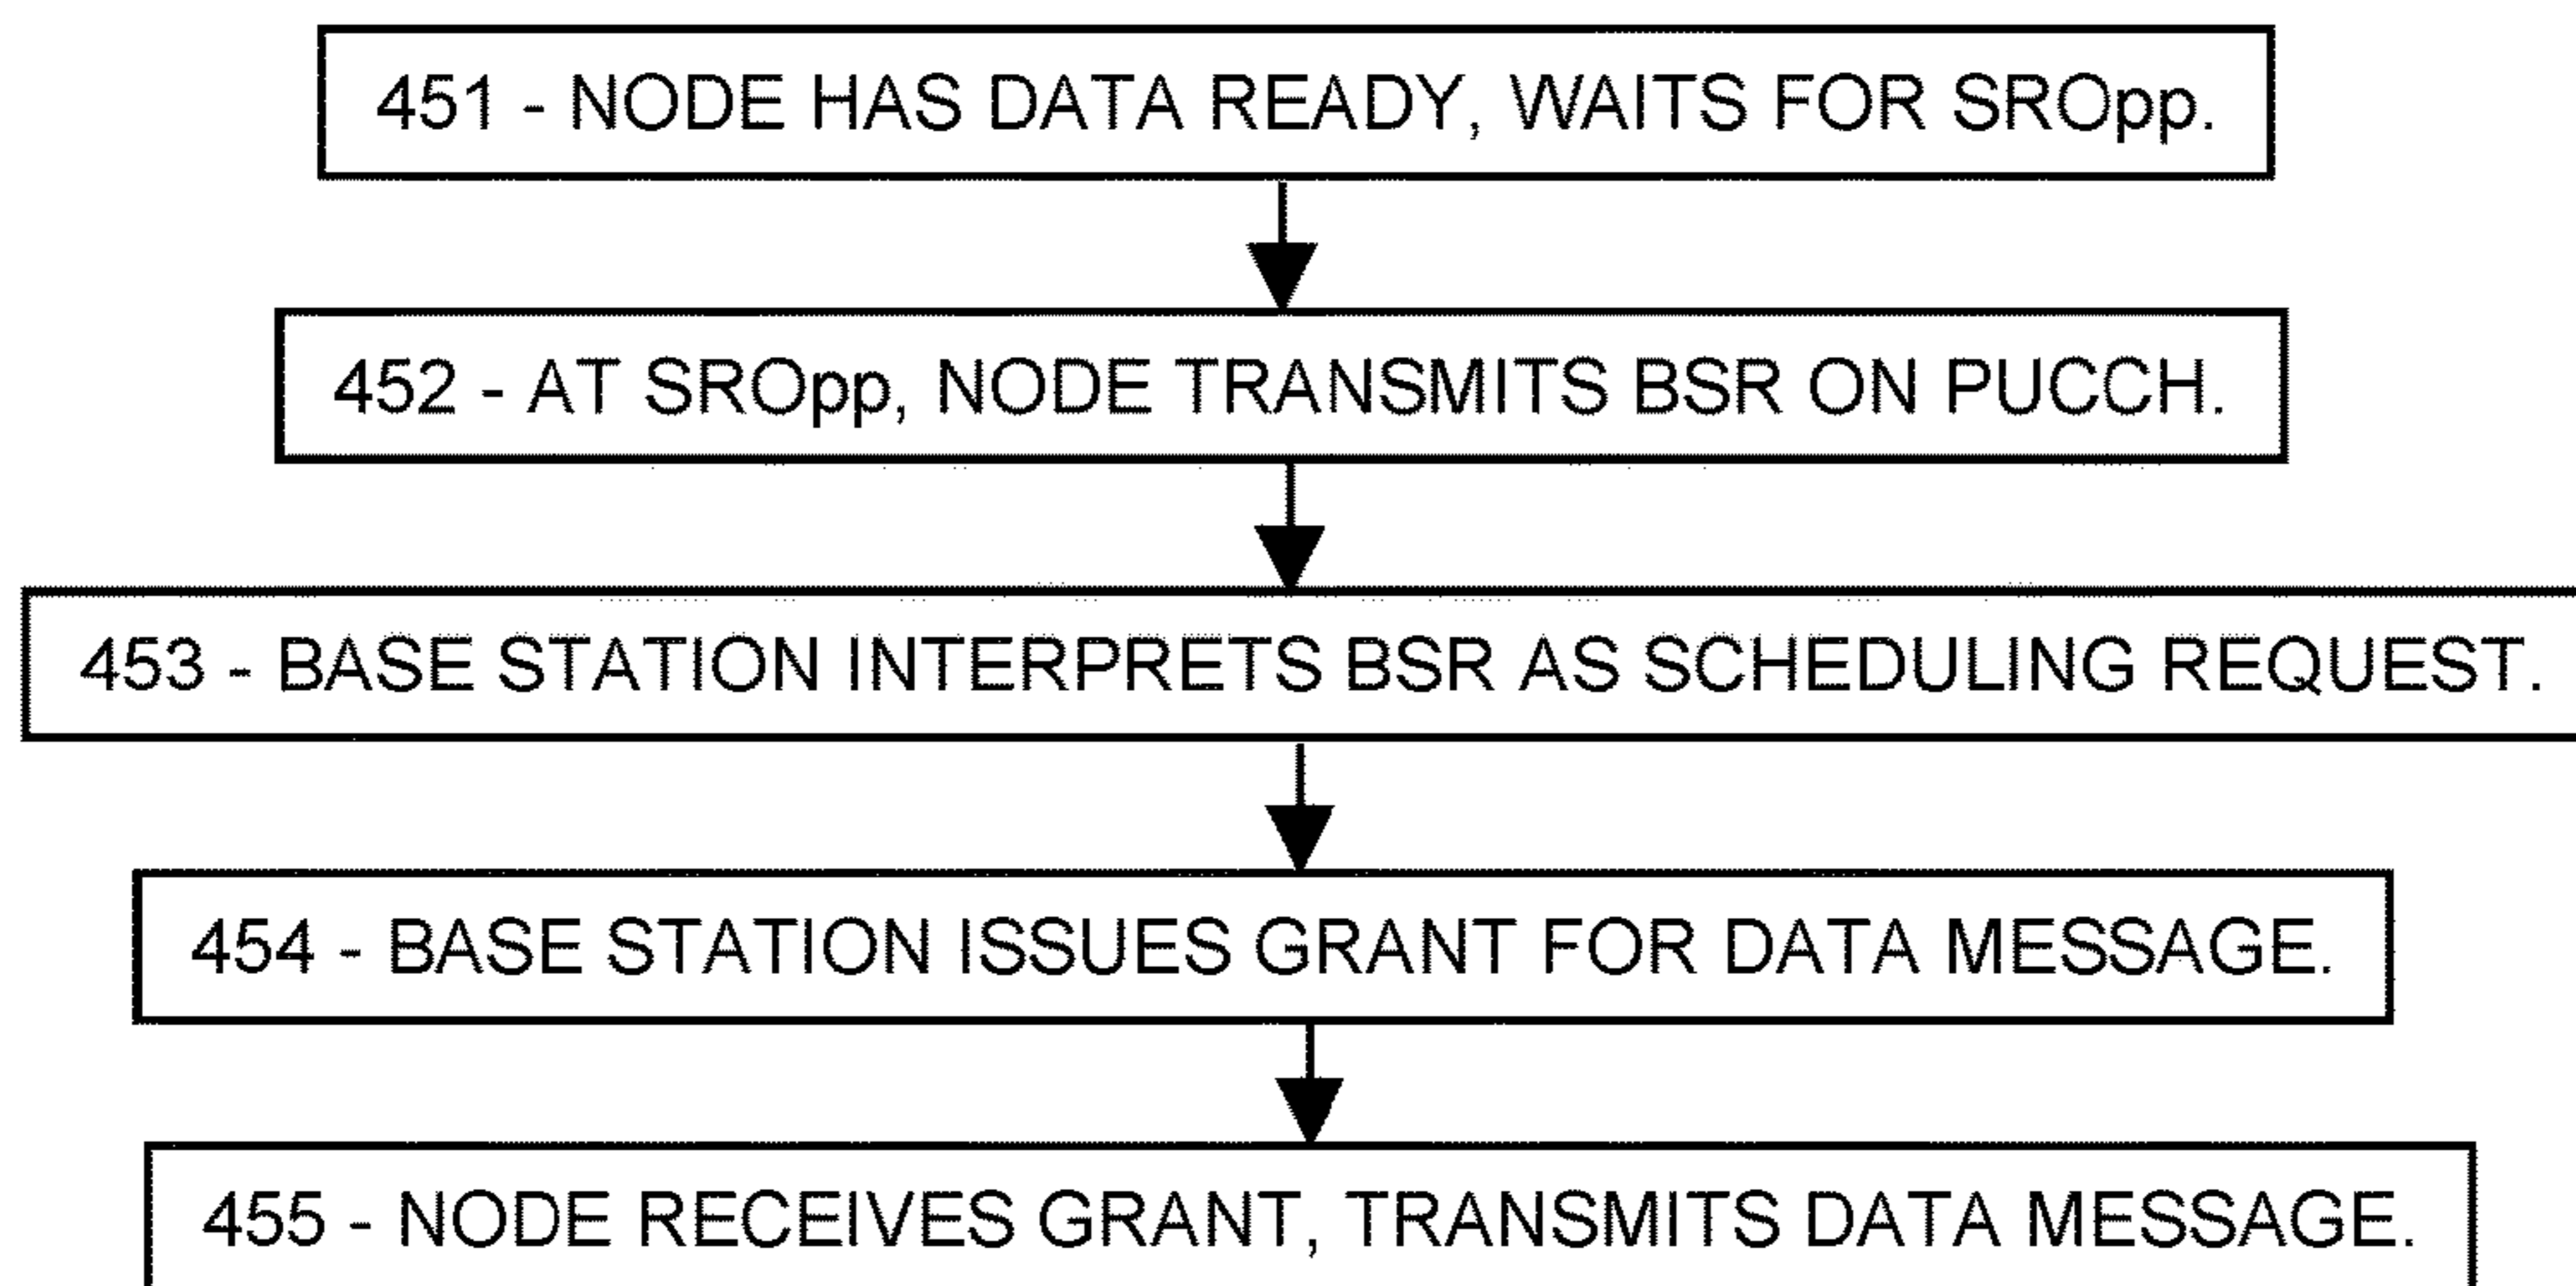 451 - NODE HAS DATA READY, WAITS FOR SROpp.
452 - AT SROpp, NODE TRANSMITS BSR ON PUCCH.
453 - BASE STATION INTERPRETS BSR AS SCHEDULING REQUEST.
454 - BASE STATION ISSUES GRANT FOR DATA MESSAGE.
455 - NODE RECEIVES GRANT, TRANSMITS DATA MESSAGE.